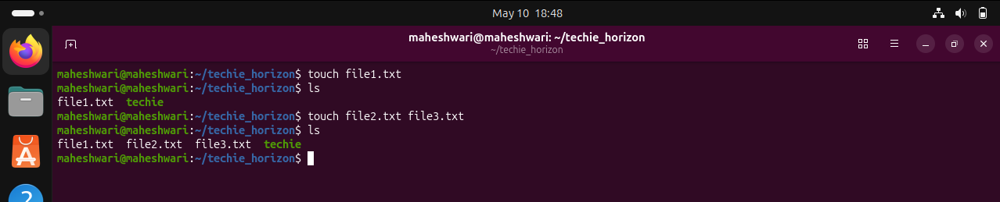 May 10 18:48
maheshwari@maheshwari: ~/techie_horizon
~/techie_horizon
maheshwari@maheshwari:~/techie_horizon$ touch file1.txt
maheshwari@maheshwari:~/techie_horizon$ ls
file1.txt techie
maheshwari@maheshwari:~/techie_horizon$ touch file2.txt file3.txt
maheshwari@maheshwari:~/techie_horizon$ ls
file1.txt file2.txt file3.txt techie
maheshwari@maheshwari:~/techie_horizon$
?